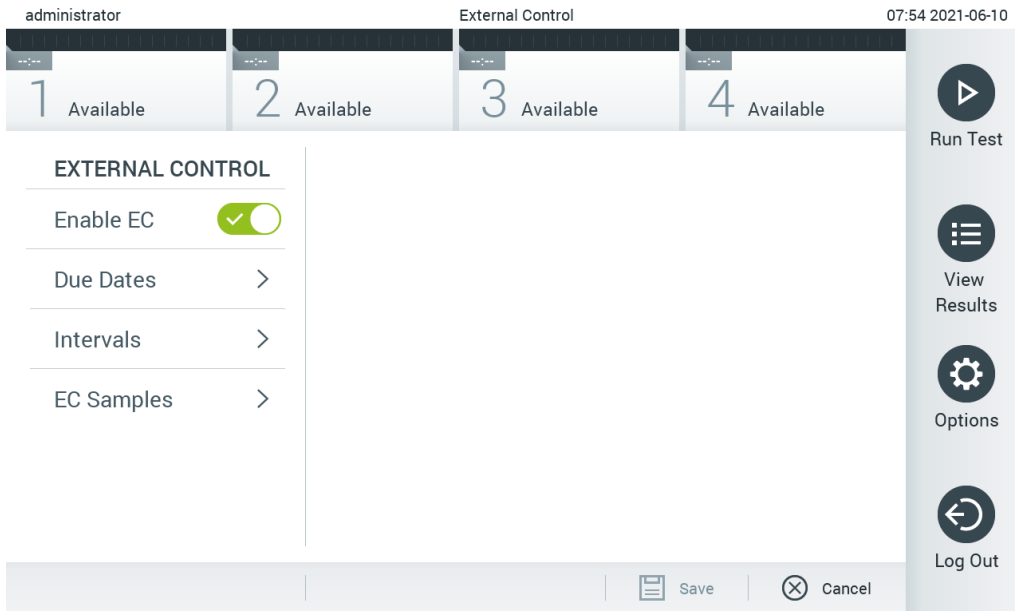 administrator External Control 07:54 2021-06-10
--:-- --:-- --:-- --:--
1 Available 2 Available 3 Available 4 Available
Run Test
EXTERNAL CONTROL
Enable EC
Due Dates
Intervals
EC Samples
View
Results
Options
Log Out
Save Cancel